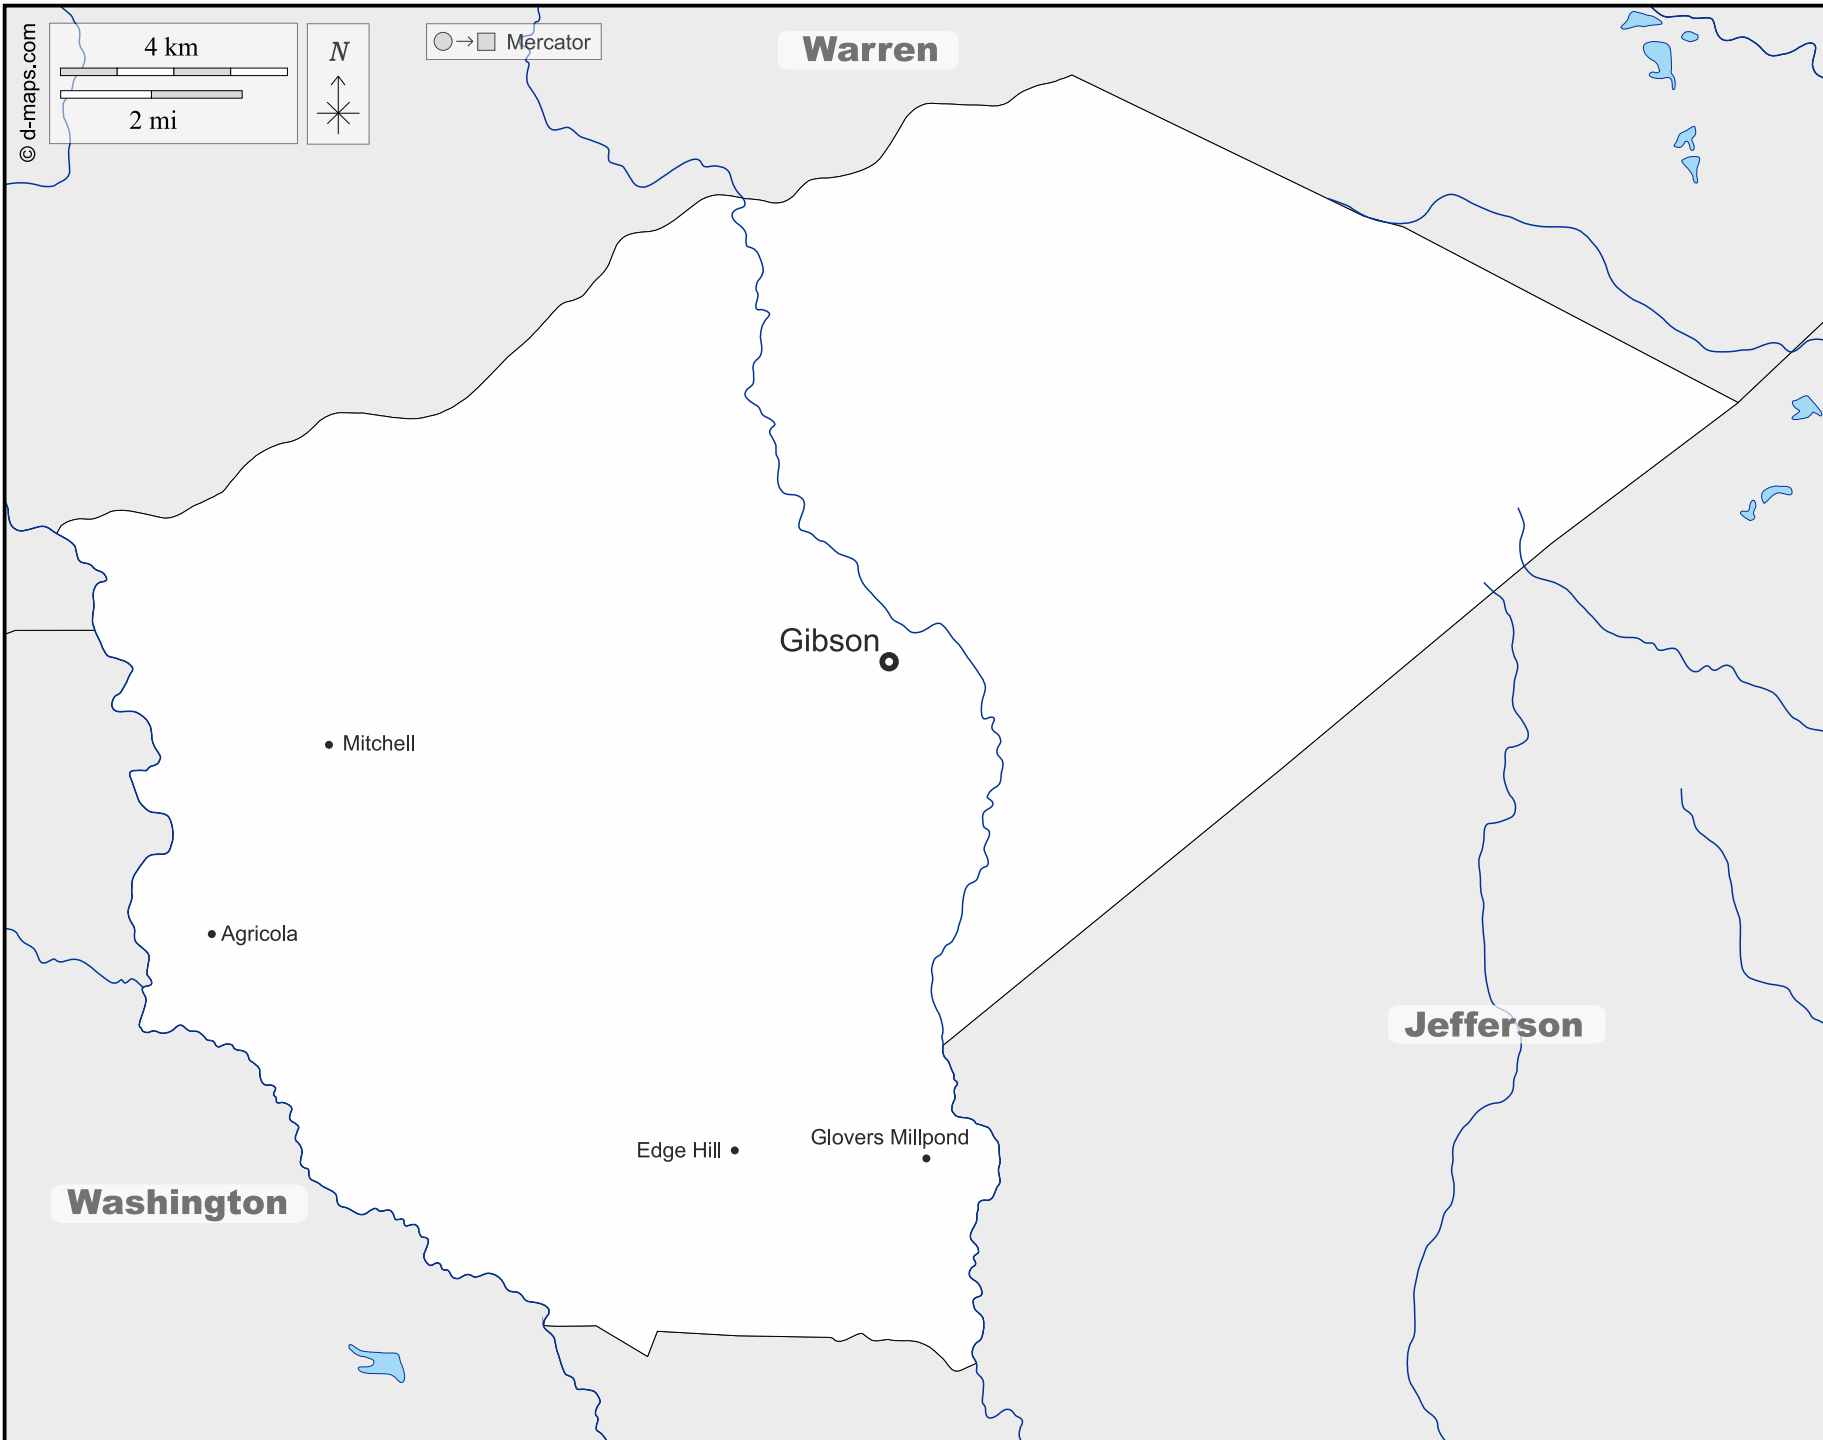 © d-maps.com
4 km
2 mi
N
Mercator
Warren
Gibson
Mitchell
Agricola
Jefferson
Edge Hill
Glovers Millpond
Washington